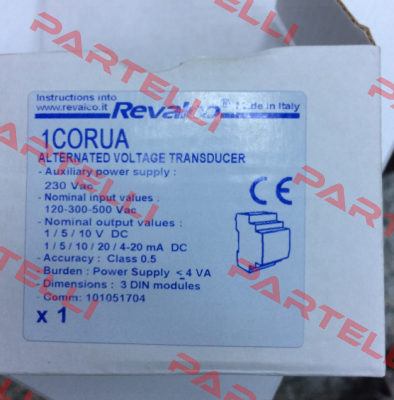 Instructions into
www.revalco.it
Revalco ® Made in Italy
1CORUA
ALTERNATED VOLTAGE TRANSDUCER
- Auxiliary power supply :
230 Vac
- Nominal input values :
120-300-500 Vac
- Nominal output values :
1 / 5 / 10 V DC
1 / 5 / 10 / 20 / 4-20 mA DC
- Accuracy : Class 0.5
- Burden : Power Supply ≤ 4 VA
- Dimensions : 3 DIN modules
- Comm: 101051704
x 1
CE
PARTELLI
PARTELLI
PARTELLI
PARTELLI